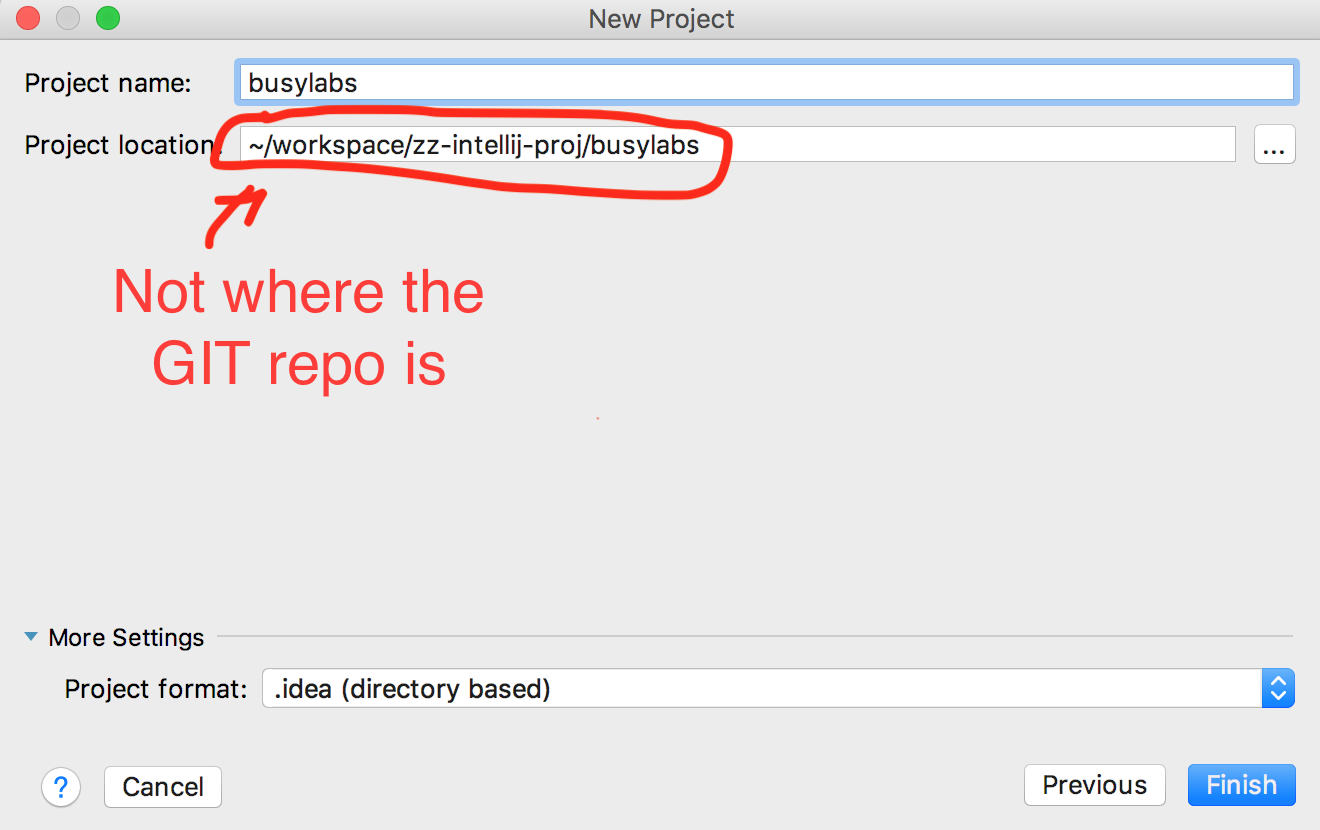 New Project
Project name: busylabs
Project location: ~/workspace/zz-intellij-proj/busylabs ...
Not where the
GIT repo is
More Settings
Project format: .idea (directory based)
? Cancel Previous Finish